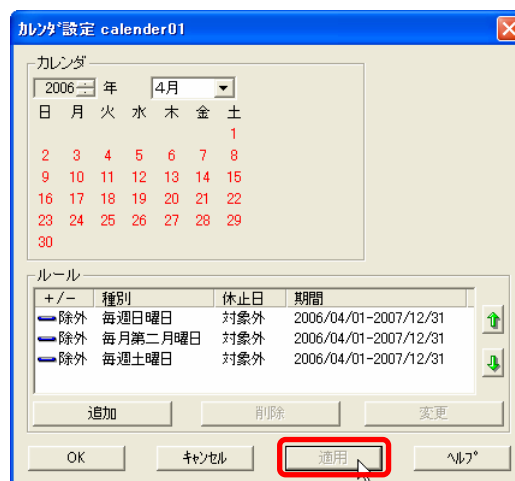 ｶﾚﾝﾀﾞ設定 calender01
カレンダ
2006 年 4月
日 月 火 水 木 金 土
1
2 3 4 5 6 7 8
9 10 11 12 13 14 15
16 17 18 19 20 21 22
23 24 25 26 27 28 29
30
ルール
+/- 種別 休止日 期間
除外 毎週日曜日 対象外 2006/04/01-2007/12/31
除外 毎月第二月曜日 対象外 2006/04/01-2007/12/31
除外 毎週土曜日 対象外 2006/04/01-2007/12/31
追加 削除 変更
OK ｷｬﾝｾﾙ 適用 ﾍﾙﾌﾟ